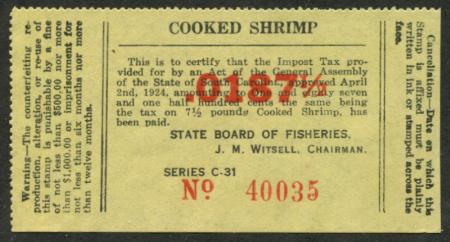 COOKED SHRIMP
This is to certify that the Impost Tax
provided for by an Act of the General Assembly
of the State of South Carolina, approved April
2nd, 1924, amounting to eighty seven
and one half hundred cents the same being
the tax on 7½ pounds Cooked Shrimp, has
been paid.
.0187½
STATE BOARD OF FISHERIES.
J. M. WITSELL, CHAIRMAN.
SERIES C-31
No 40035
Warning—The counterfeiting re-
production, alteration, or re-use of
this stamp is punishable by a fine
of not less than $500.00 nor more
than $1,000.00 or imprisonment for
not less than six months nor more
than twelve months.
Cancellation—Date on which this
Stamp is affixed must be plainly
written in ink or stamped across the
face.